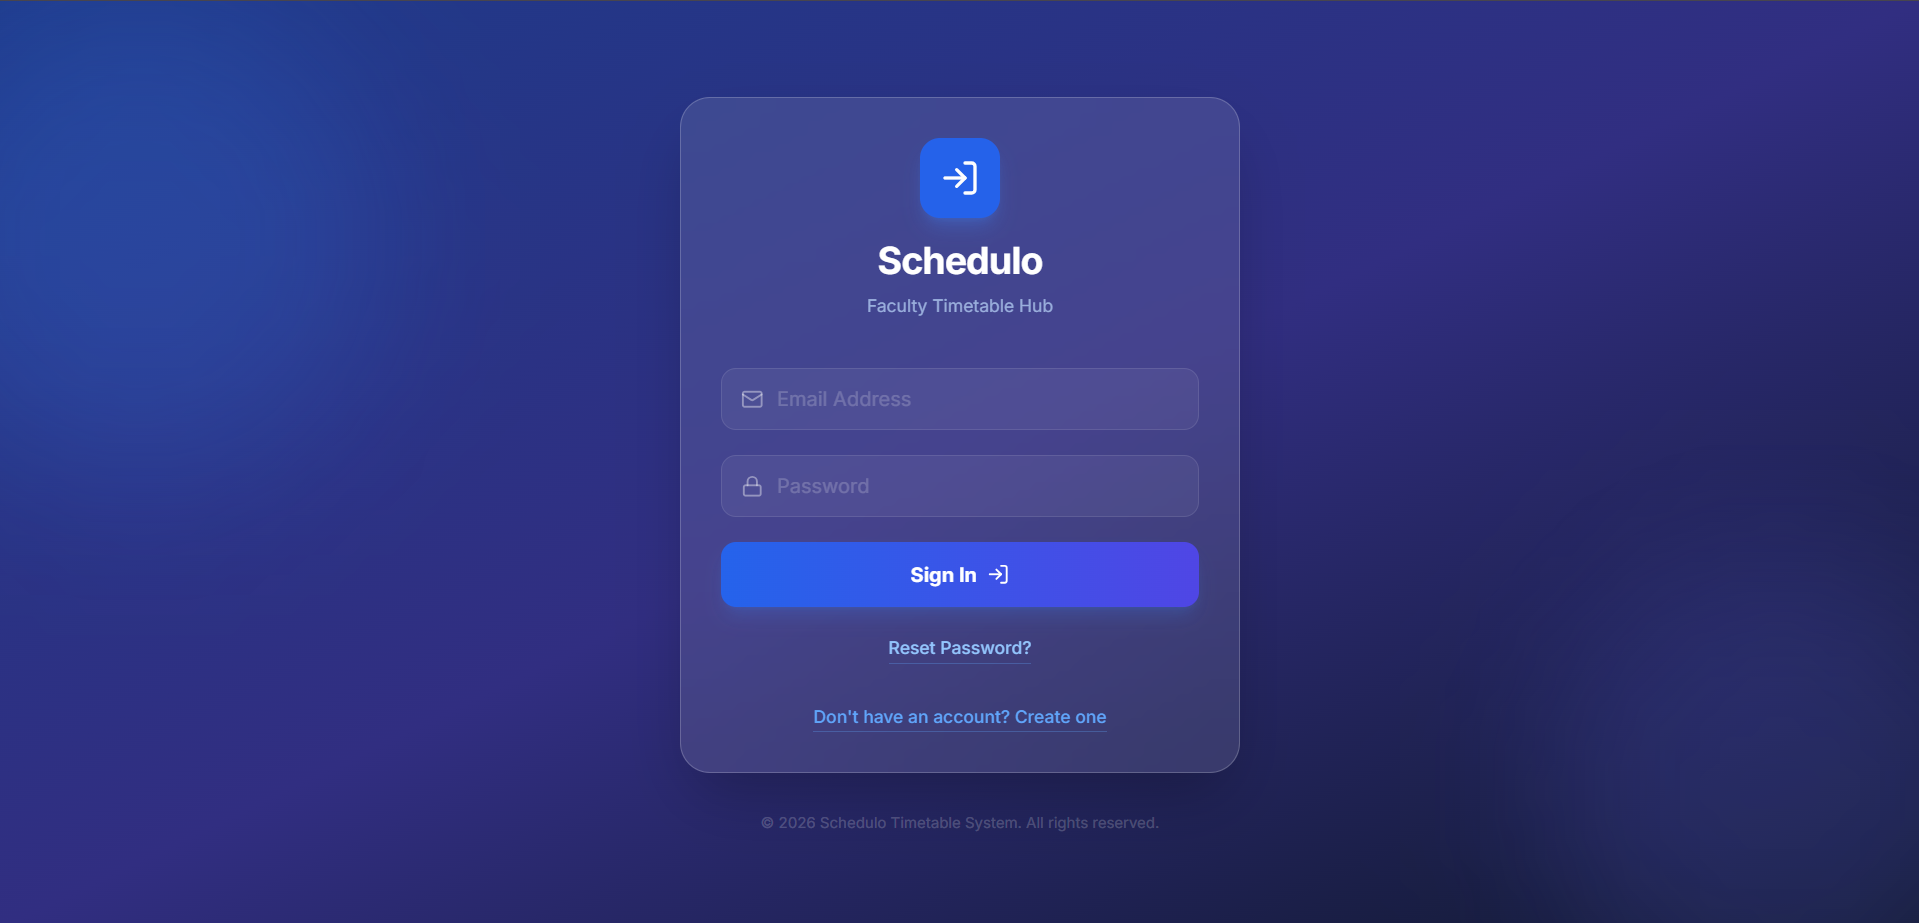 Schedulo
Faculty Timetable Hub
Email Address
Password
Sign In
Reset Password?
Don't have an account? Create one
© 2026 Schedulo Timetable System. All rights reserved.